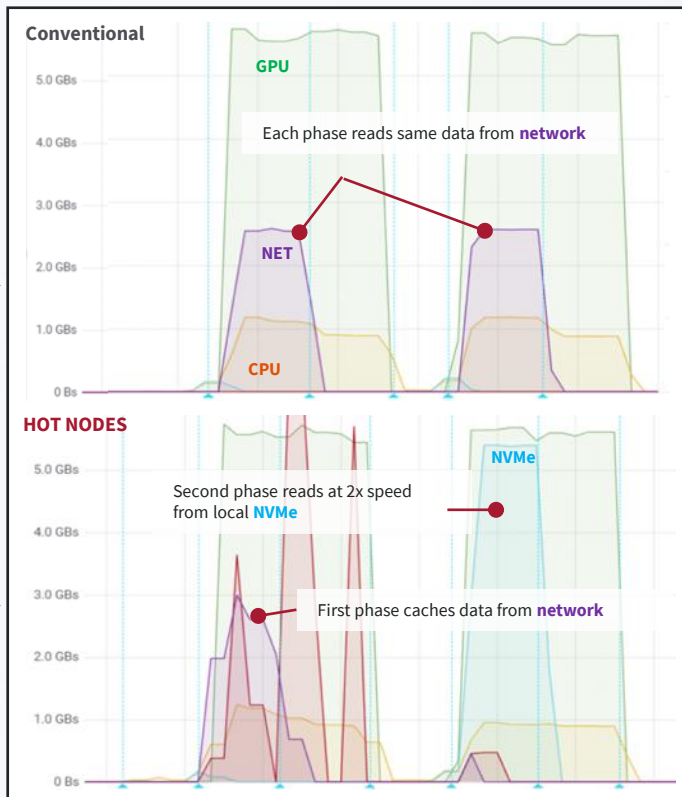 Conventional
GPU
5.0 GBs
Each phase reads same data from network
4.0 GBs
3.0 GBs
NET
2.0 GBs
1.0 GBs
CPU
0 Bs
HOT NODES
NVMe
5.0 GBs
Second phase reads at 2x speed
from local NVMe
4.0 GBs
3.0 GBs
First phase caches data from network
2.0 GBs
1.0 GBs
0 Bs